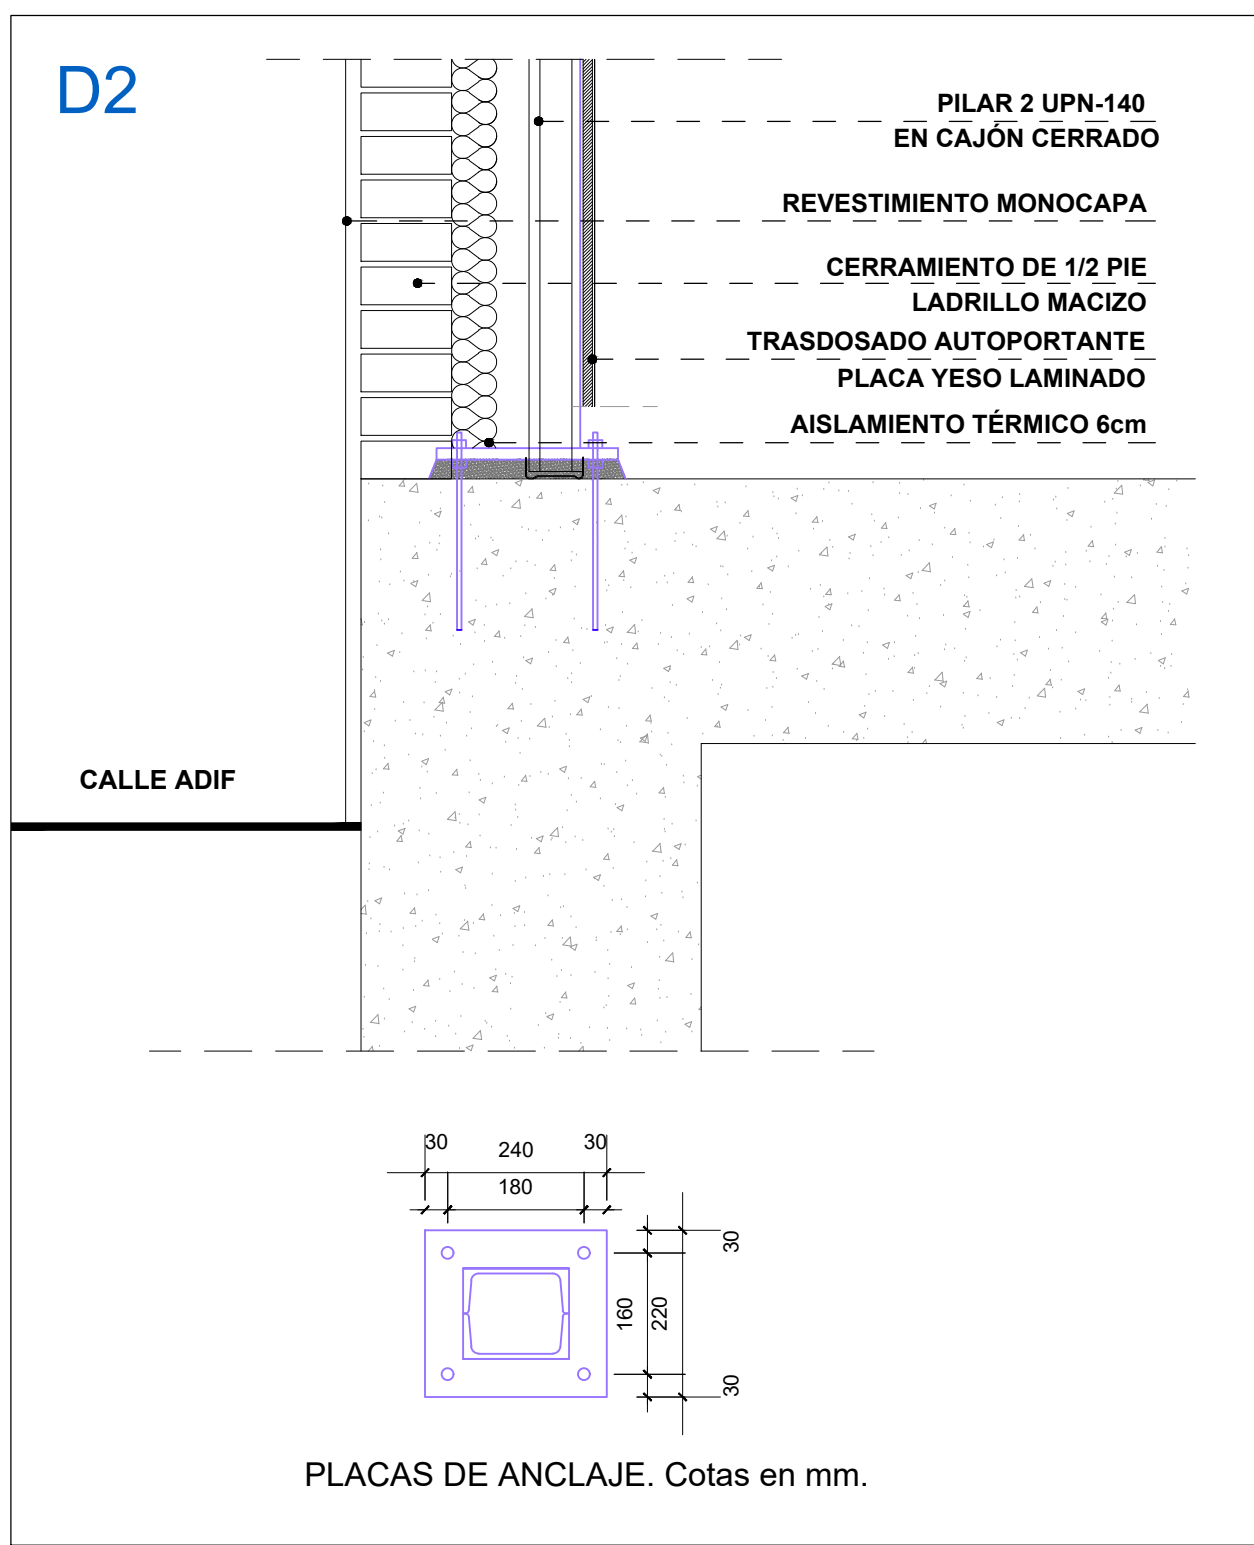 D2
PILAR 2 UPN-140
EN CAJÓN CERRADO
REVESTIMIENTO MONOCAPA
CERRAMIENTO DE 1/2 PIE
LADRILLO MACIZO
TRASDOSADO AUTOPORTANTE
PLACA YESO LAMINADO
AISLAMIENTO TÉRMICO 6cm
CALLE ADIF
30 240 30
180
30
160 220
30
PLACAS DE ANCLAJE. Cotas en mm.